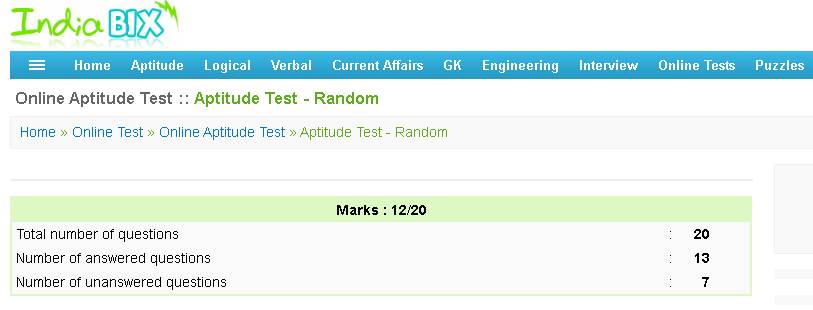 India BIX
Home Aptitude Logical Verbal Current Affairs GK Engineering Interview Online Tests Puzzles
Online Aptitude Test :: Aptitude Test - Random
Home » Online Test » Online Aptitude Test » Aptitude Test - Random
Marks : 12/20
Total number of questions : 20
Number of answered questions : 13
Number of unanswered questions : 7